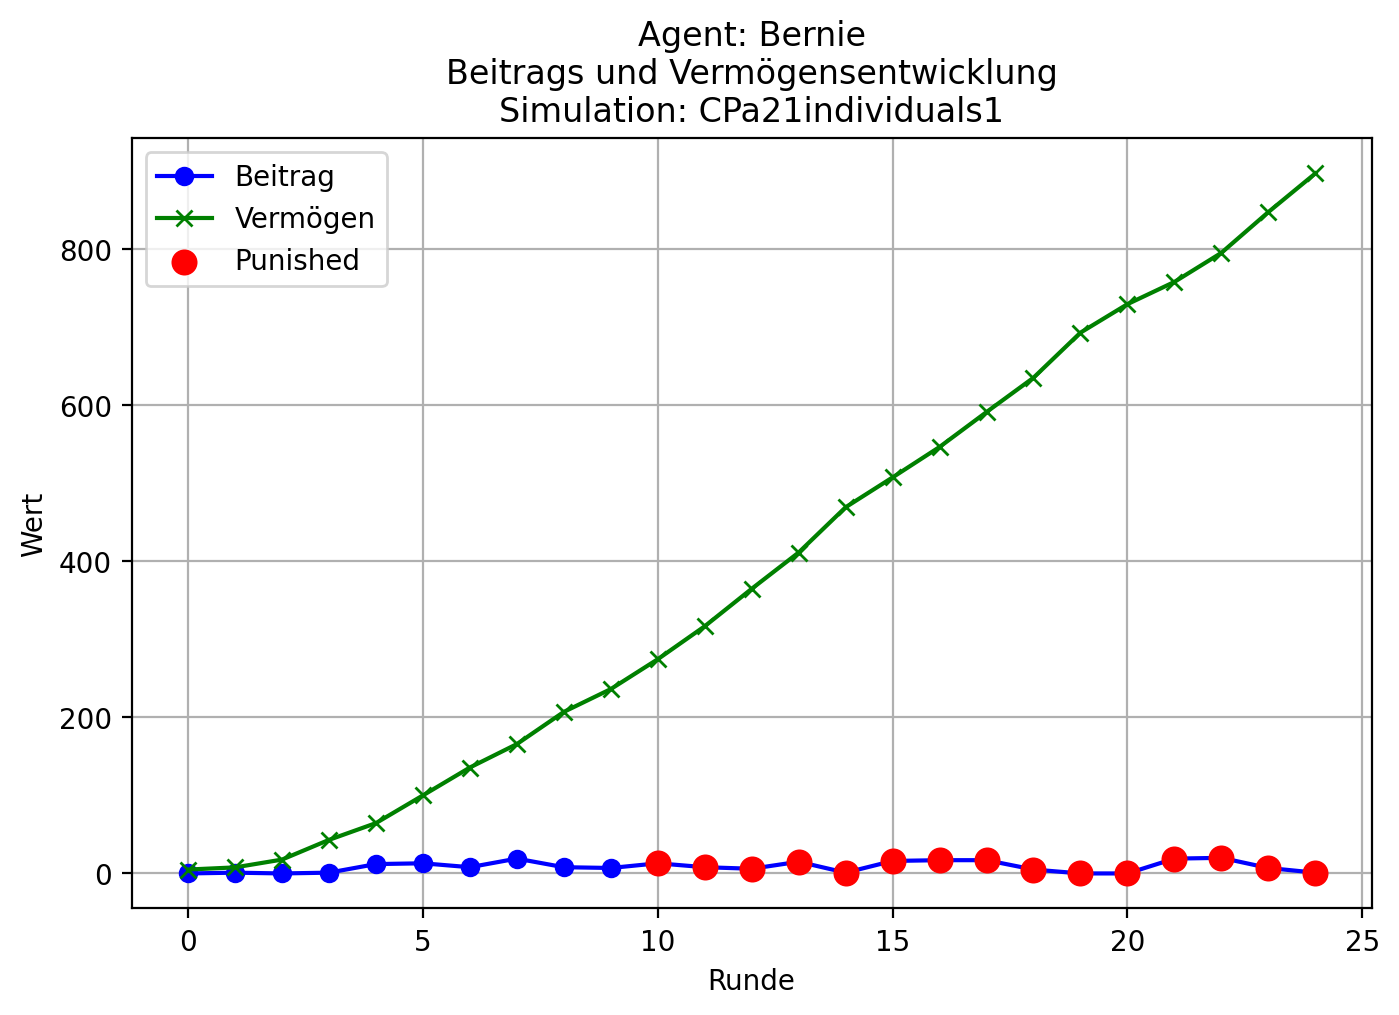 Agent: Bernie
Beitrags und Vermögensentwicklung
Simulation: CPa21individuals1
Beitrag
Vermögen
Punished
800
600
400
200
0
Wert
0 5 10 15 20 25
Runde